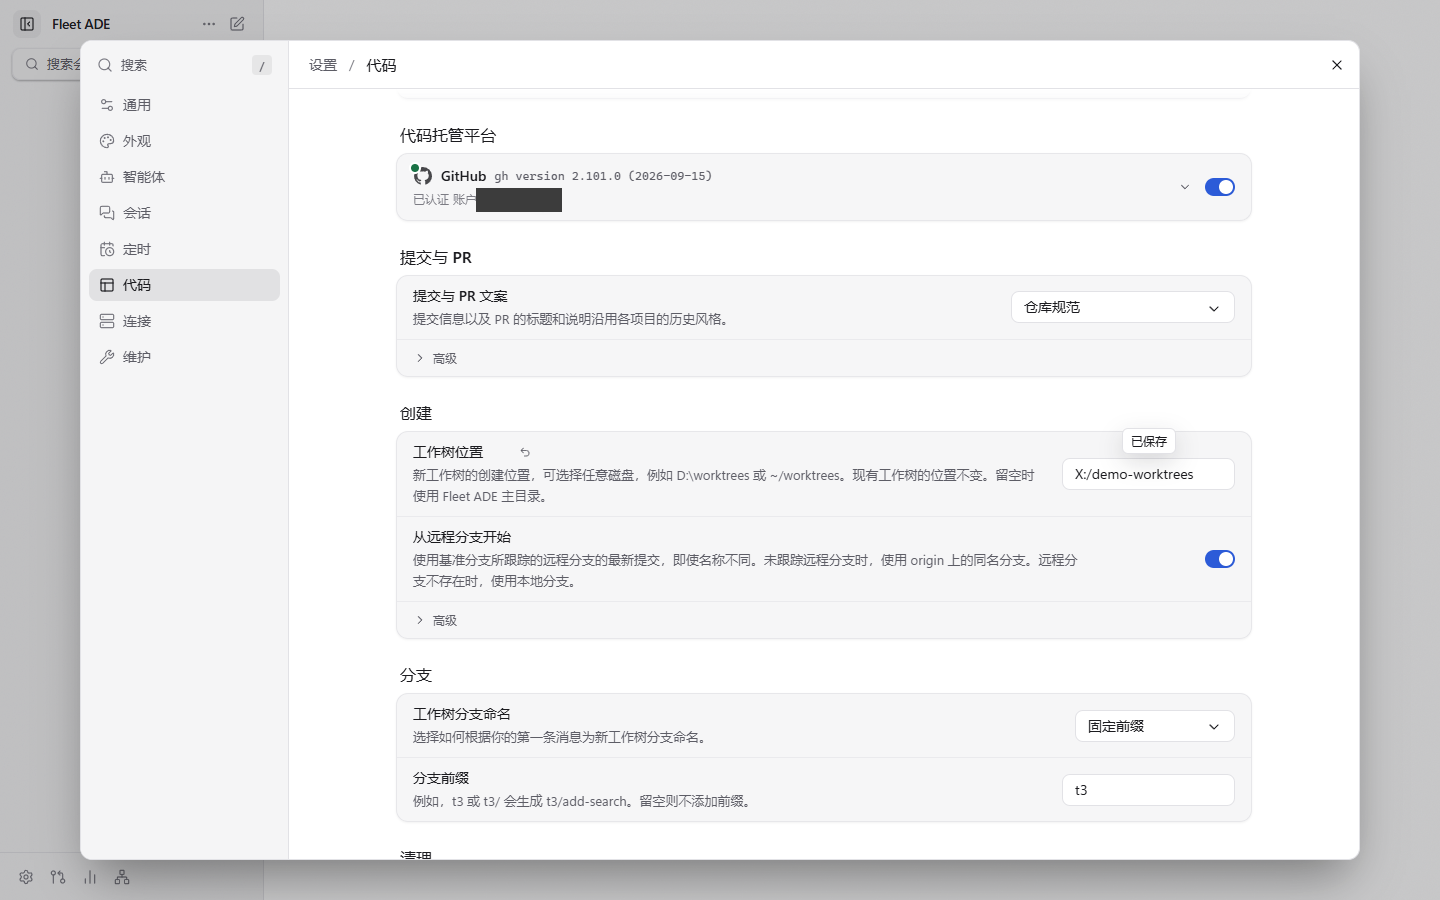 Fleet ADE
搜索会
搜索
/
通用
外观
智能体
会话
定时
代码
连接
维护
设置 / 代码
代码托管平台
GitHub gh version 2.101.0 (2026-09-15)
已认证 账户
提交与 PR
提交与 PR 文案
提交信息以及 PR 的标题和说明沿用各项目的历史风格。
仓库规范
高级
创建
已保存
工作树位置
新工作树的创建位置，可选择任意磁盘，例如 D:\worktrees 或 ~/worktrees。现有工作树的位置不变。留空时
使用 Fleet ADE 主目录。
X:/demo-worktrees
从远程分支开始
使用基准分支所跟踪的远程分支的最新提交，即使名称不同。未跟踪远程分支时，使用 origin 上的同名分支。远程分
支不存在时，使用本地分支。
高级
分支
工作树分支命名
选择如何根据你的第一条消息为新工作树分支命名。
固定前缀
分支前缀
例如，t3 或 t3/ 会生成 t3/add-search。留空则不添加前缀。
t3
清理